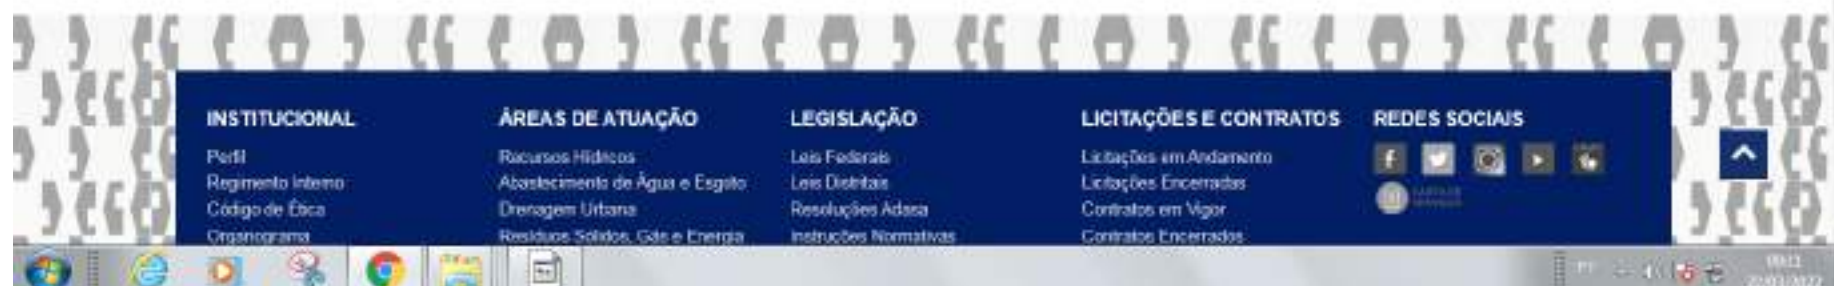 INSTITUCIONAL
Perfil
Regimento Interno
Código de Ética
Organograma
ÁREAS DE ATUAÇÃO
Recursos Hídricos
Abastecimento de Água e Esgoto
Drenagem Urbana
Resíduos Sólidos, Gás e Energia
LEGISLAÇÃO
Leis Federais
Leis Distritais
Resoluções Adasa
Instruções Normativas
LICITAÇÕES E CONTRATOS
Licitações em Andamento
Licitações Encerradas
Contratos em Vigor
Contratos Encerrados
REDES SOCIAIS
PT